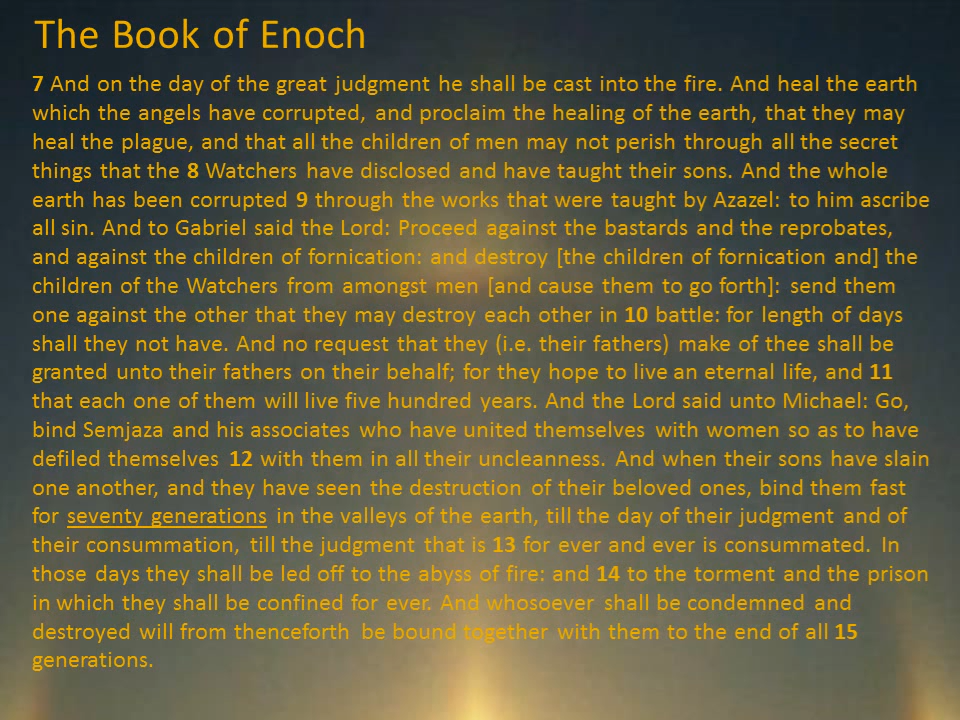 The Book of Enoch
7 And on the day of the great judgment he shall be cast into the fire. And heal the earth
which the angels have corrupted, and proclaim the healing of the earth, that they may
heal the plague, and that all the children of men may not perish through all the secret
things that the 8 Watchers have disclosed and have taught their sons. And the whole
earth has been corrupted 9 through the works that were taught by Azazel: to him ascribe
all sin. And to Gabriel said the Lord: Proceed against the bastards and the reprobates,
and against the children of fornication: and destroy [the children of fornication and] the
children of the Watchers from amongst men [and cause them to go forth]: send them
one against the other that they may destroy each other in 10 battle: for length of days
shall they not have. And no request that they (i.e. their fathers) make of thee shall be
granted unto their fathers on their behalf; for they hope to live an eternal life, and 11
that each one of them will live five hundred years. And the Lord said unto Michael: Go,
bind Semjaza and his associates who have united themselves with women so as to have
defiled themselves 12 with them in all their uncleanness. And when their sons have slain
one another, and they have seen the destruction of their beloved ones, bind them fast
for seventy generations in the valleys of the earth, till the day of their judgment and of
their consummation, till the judgment that is 13 for ever and ever is consummated. In
those days they shall be led off to the abyss of fire: and 14 to the torment and the prison
in which they shall be confined for ever. And whosoever shall be condemned and
destroyed will from thenceforth be bound together with them to the end of all 15
generations.